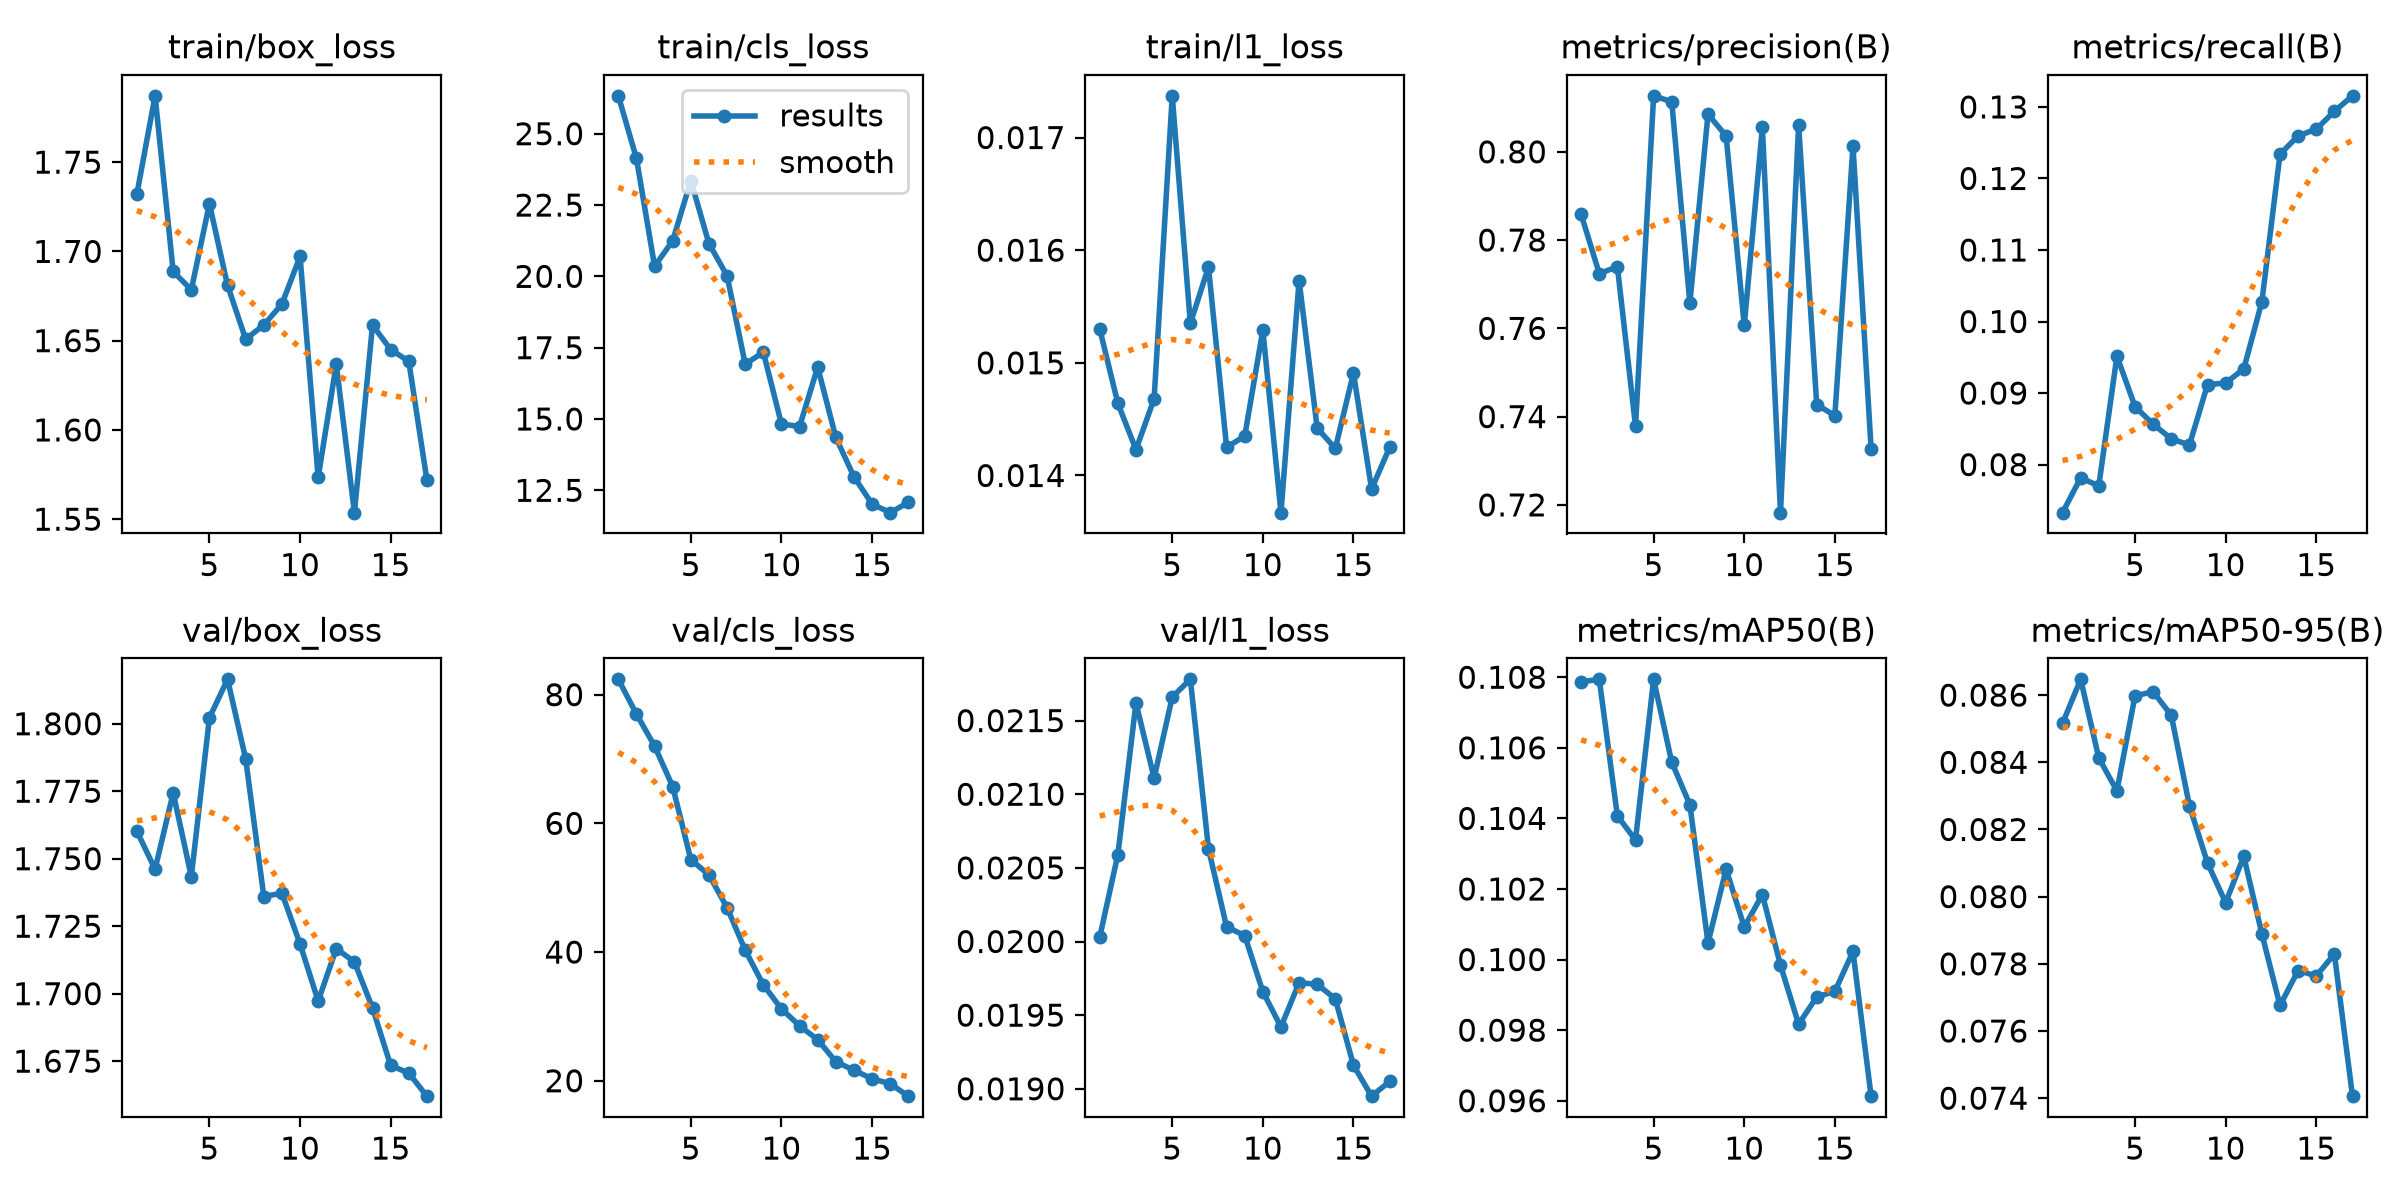 train/box_loss
train/cls_loss
train/l1_loss
metrics/precision(B)
metrics/recall(B)
1.75
1.70
1.65
1.60
1.55
5 10 15
25.0
22.5
20.0
17.5
15.0
12.5
5 10 15
results
smooth
0.017
0.016
0.015
0.014
5 10 15
0.80
0.78
0.76
0.74
0.72
5 10 15
0.13
0.12
0.11
0.10
0.09
0.08
5 10 15
val/box_loss
val/cls_loss
val/l1_loss
metrics/mAP50(B)
metrics/mAP50-95(B)
1.800
1.775
1.750
1.725
1.700
1.675
5 10 15
80
60
40
20
5 10 15
0.0215
0.0210
0.0205
0.0200
0.0195
0.0190
5 10 15
0.108
0.106
0.104
0.102
0.100
0.098
0.096
5 10 15
0.086
0.084
0.082
0.080
0.078
0.076
0.074
5 10 15